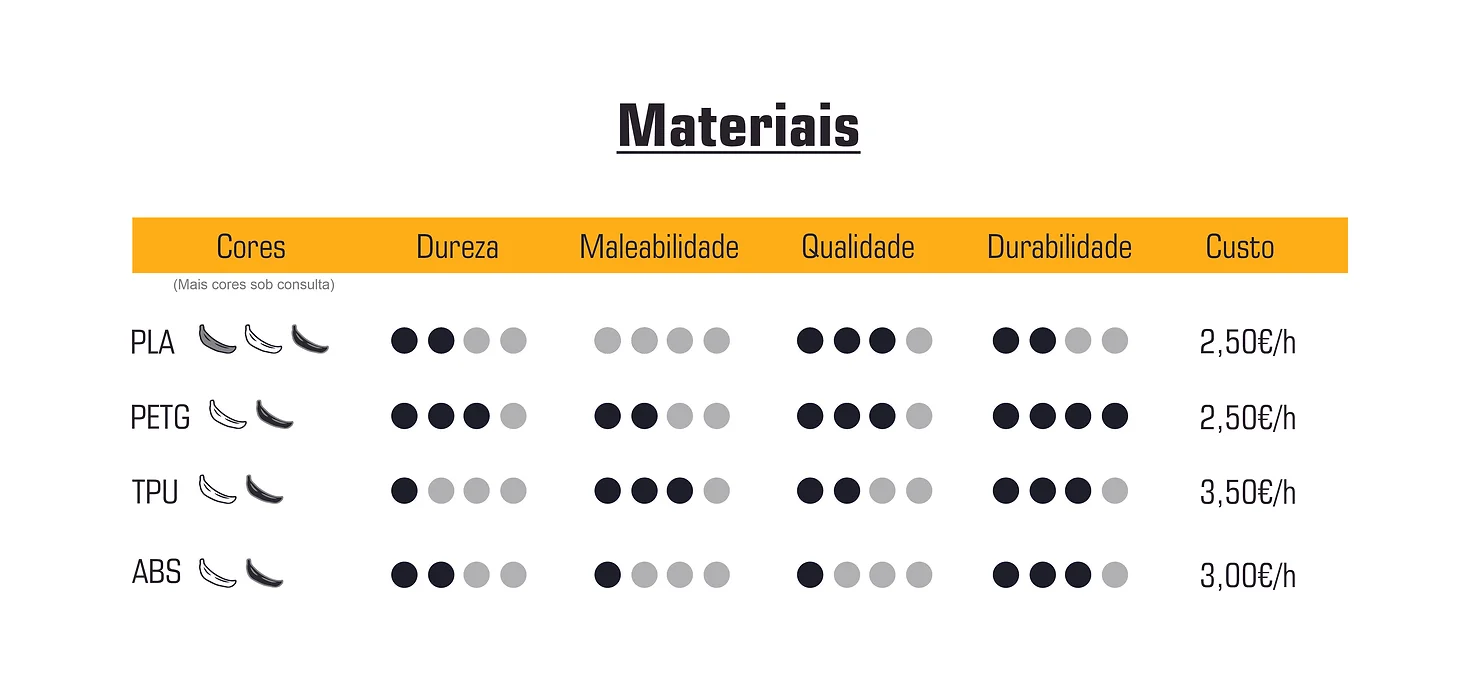 Materiais
Cores Dureza Maleabilidade Qualidade Durabilidade Custo
(Mais cores sob consulta)
PLA 2,50€/h
PETG 2,50€/h
TPU 3,50€/h
ABS 3,00€/h